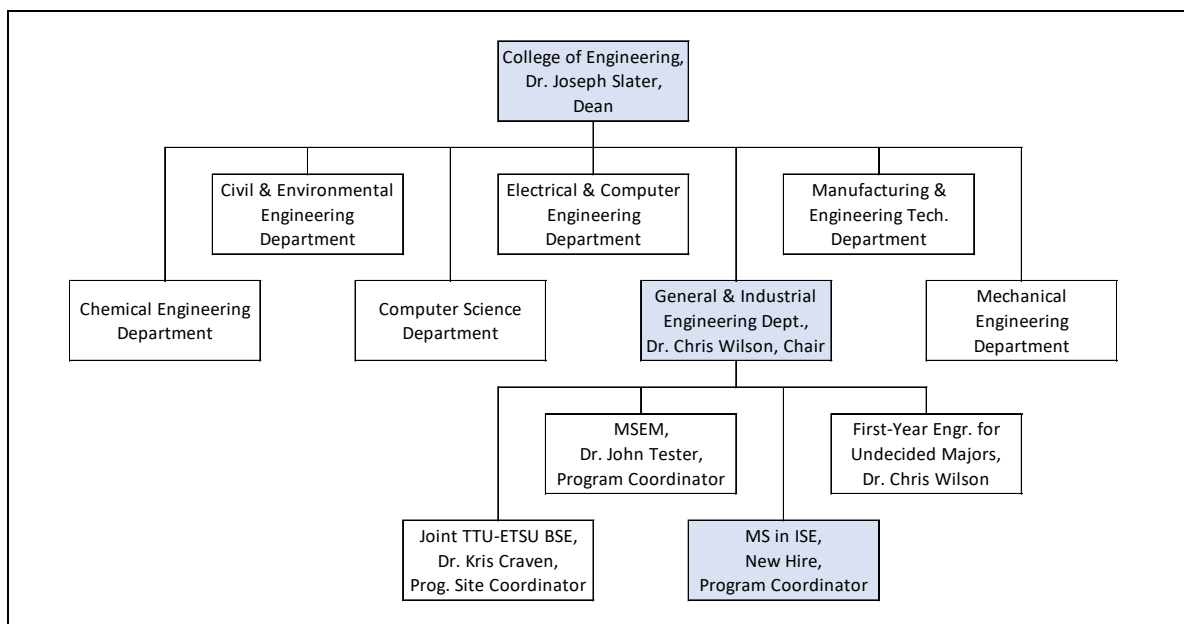 College of Engineering,
Dr. Joseph Slater,
Dean
Civil & Environmental
Engineering
Department
Electrical & Computer
Engineering
Department
Manufacturing &
Engineering Tech.
Department
Chemical Engineering
Department
Computer Science
Department
General & Industrial
Engineering Dept.,
Dr. Chris Wilson, Chair
Mechanical
Engineering
Department
MSEM,
Dr. John Tester,
Program Coordinator
First-Year Engr. for
Undecided Majors,
Dr. Chris Wilson
Joint TTU-ETSU BSE,
Dr. Kris Craven,
Prog. Site Coordinator
MS in ISE,
New Hire,
Program Coordinator